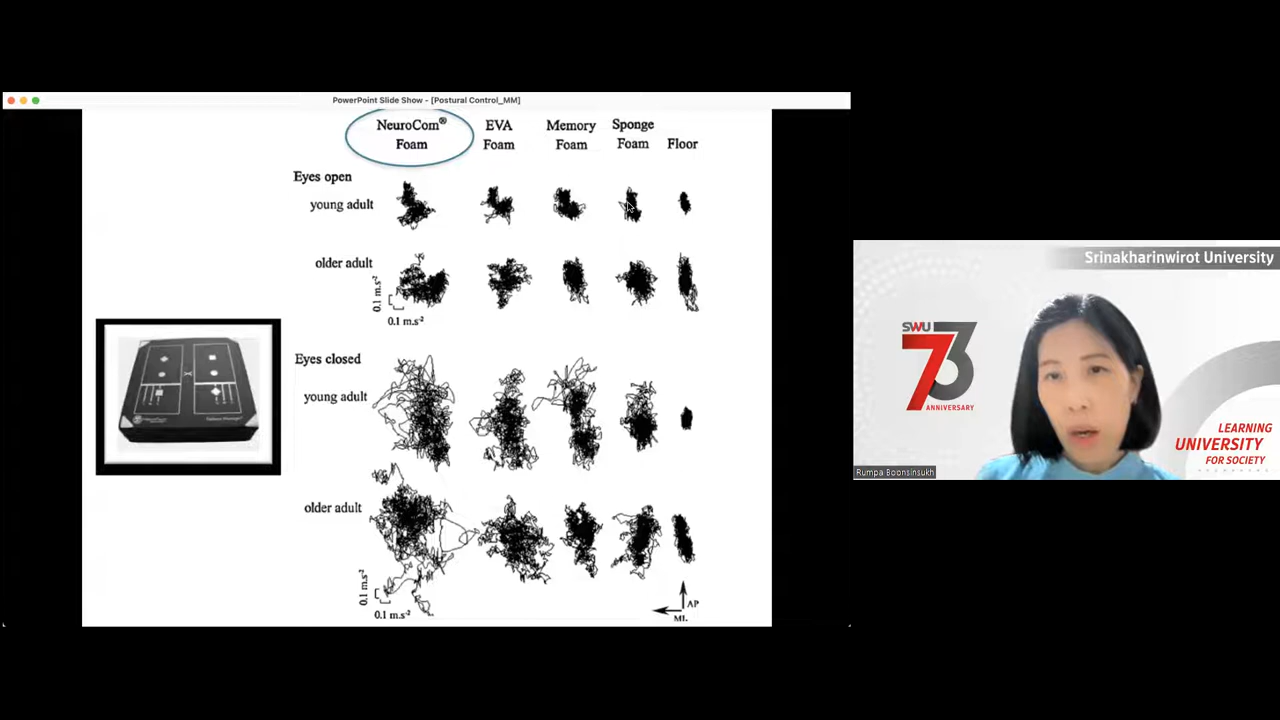 PowerPoint Slide Show - [Postural Control_MM]
NeuroCom® Foam
EVA Foam
Memory Foam
Sponge Foam
Floor
Eyes open
young adult
older adult
0.1 m.s⁻²
0.1 m.s⁻²
Eyes closed
young adult
older adult
0.1 m.s⁻²
0.1 m.s⁻²
AP
ML
Srinakharinwirot University
SWU
73
ANNIVERSARY
LEARNING
UNIVERSITY
FOR SOCIETY
Rumpa Boonsinsukh